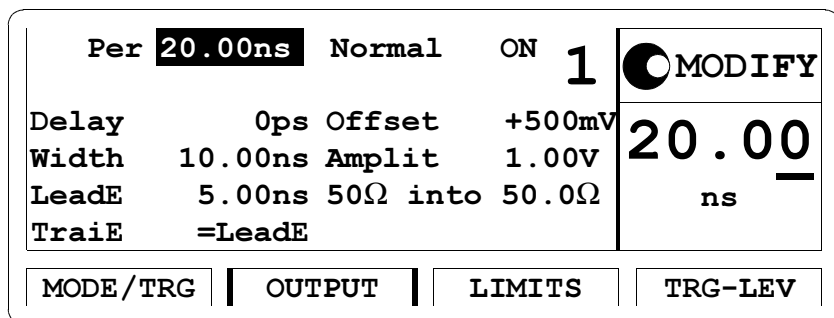 Per 20.00ns Normal ON 1
MODIFY
Delay 0ps Offset +500mV
Width 10.00ns Amplit 1.00V
LeadE 5.00ns 50Ω into 50.0Ω
TraiE =LeadE
20.00
ns
MODE/TRG OUTPUT LIMITS TRG-LEV